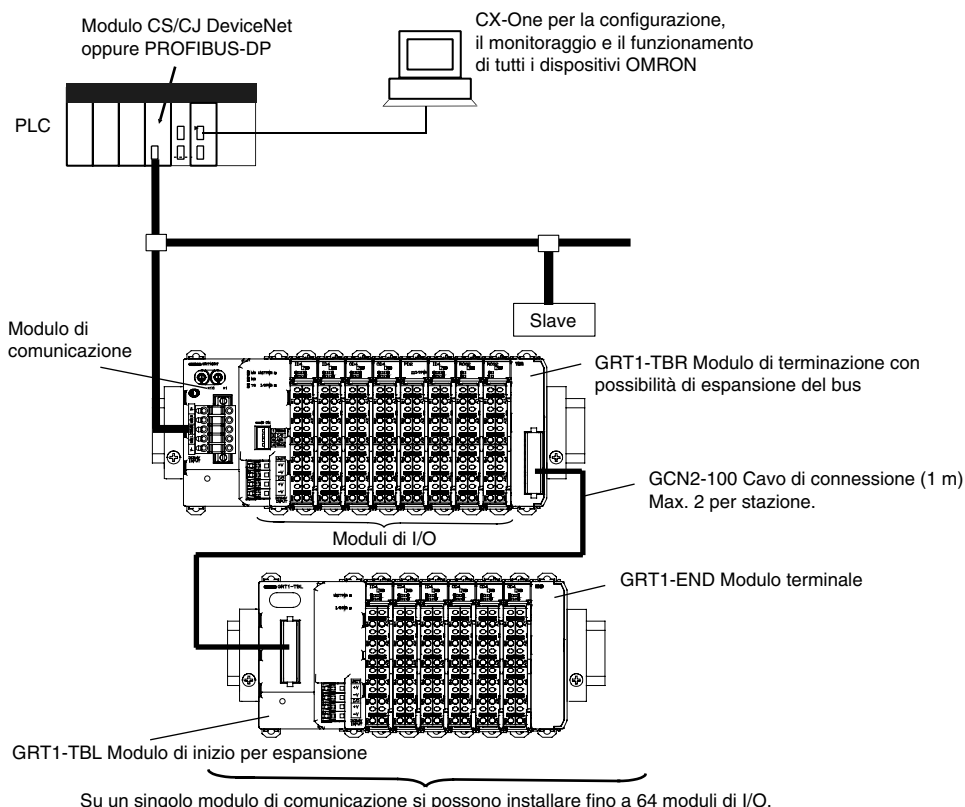 Modulo CS/CJ DeviceNet
oppure PROFIBUS-DP
CX-One per la configurazione,
il monitoraggio e il funzionamento
di tutti i dispositivi OMRON
PLC
Slave
Modulo di
comunicazione
GRT1-TBR Modulo di terminazione con
possibilità di espansione del bus
GCN2-100 Cavo di connessione (1 m)
Max. 2 per stazione.
Moduli di I/O
GRT1-END Modulo terminale
GRT1-TBL
END
GRT1-TBL Modulo di inizio per espansione
Su un singolo modulo di comunicazione si possono installare fino a 64 moduli di I/O.